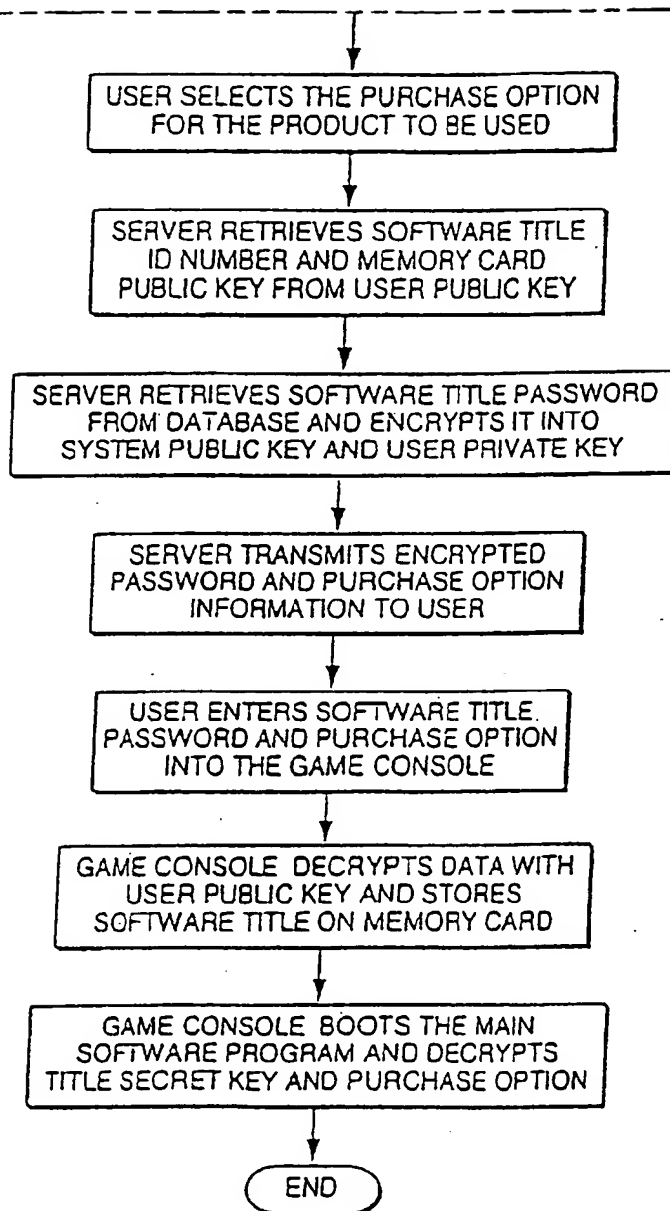 USER SELECTS THE PURCHASE OPTION
FOR THE PRODUCT TO BE USED
SERVER RETRIEVES SOFTWARE TITLE
ID NUMBER AND MEMORY CARD
PUBLIC KEY FROM USER PUBLIC KEY
SERVER RETRIEVES SOFTWARE TITLE PASSWORD
FROM DATABASE AND ENCRYPTS IT INTO
SYSTEM PUBLIC KEY AND USER PRIVATE KEY
SERVER TRANSMITS ENCRYPTED
PASSWORD AND PURCHASE OPTION
INFORMATION TO USER
USER ENTERS SOFTWARE TITLE
PASSWORD AND PURCHASE OPTION
INTO THE GAME CONSOLE
GAME CONSOLE DECRYPTS DATA WITH
USER PUBLIC KEY AND STORES
SOFTWARE TITLE ON MEMORY CARD
GAME CONSOLE BOOTS THE MAIN
SOFTWARE PROGRAM AND DECRYPTS
TITLE SECRET KEY AND PURCHASE OPTION
END